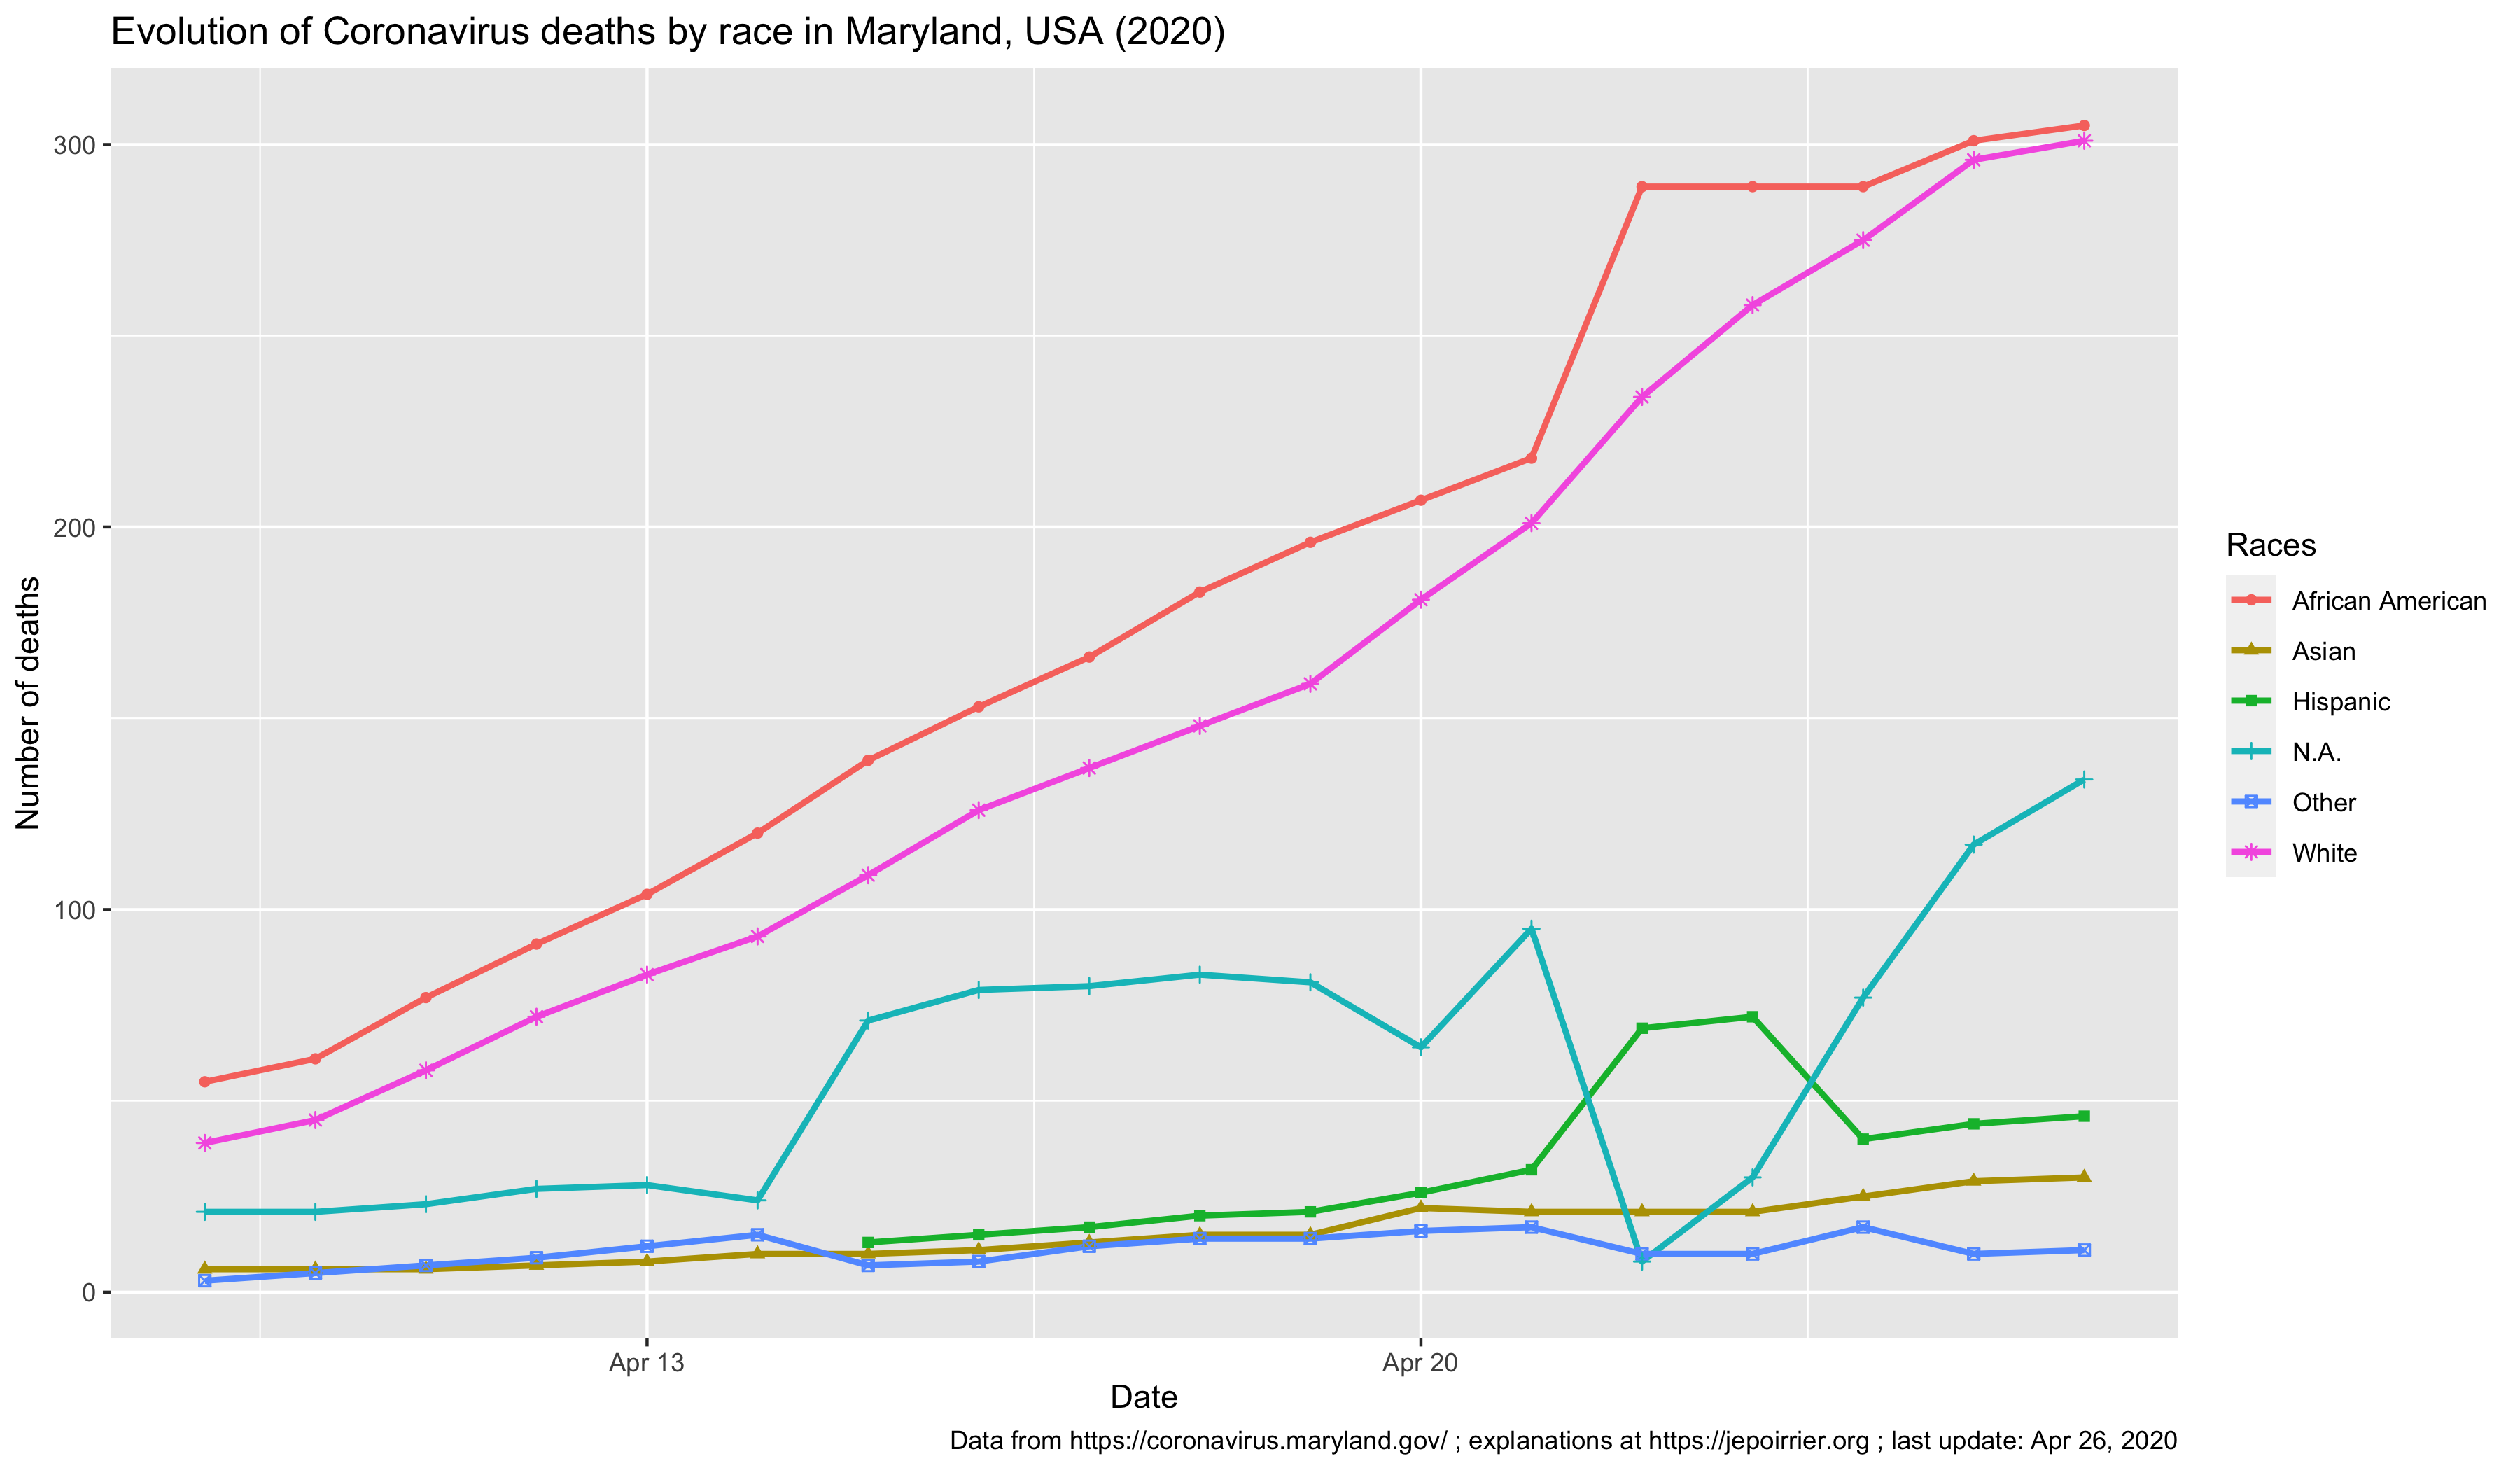 Evolution of Coronavirus deaths by race in Maryland, USA (2020)
Number of deaths
300
200
100
0
Apr 13
Apr 20
Date
Races
African American
Asian
Hispanic
N.A.
Other
White
Data from https://coronavirus.maryland.gov/ ; explanations at https://jepoirrier.org ; last update: Apr 26, 2020